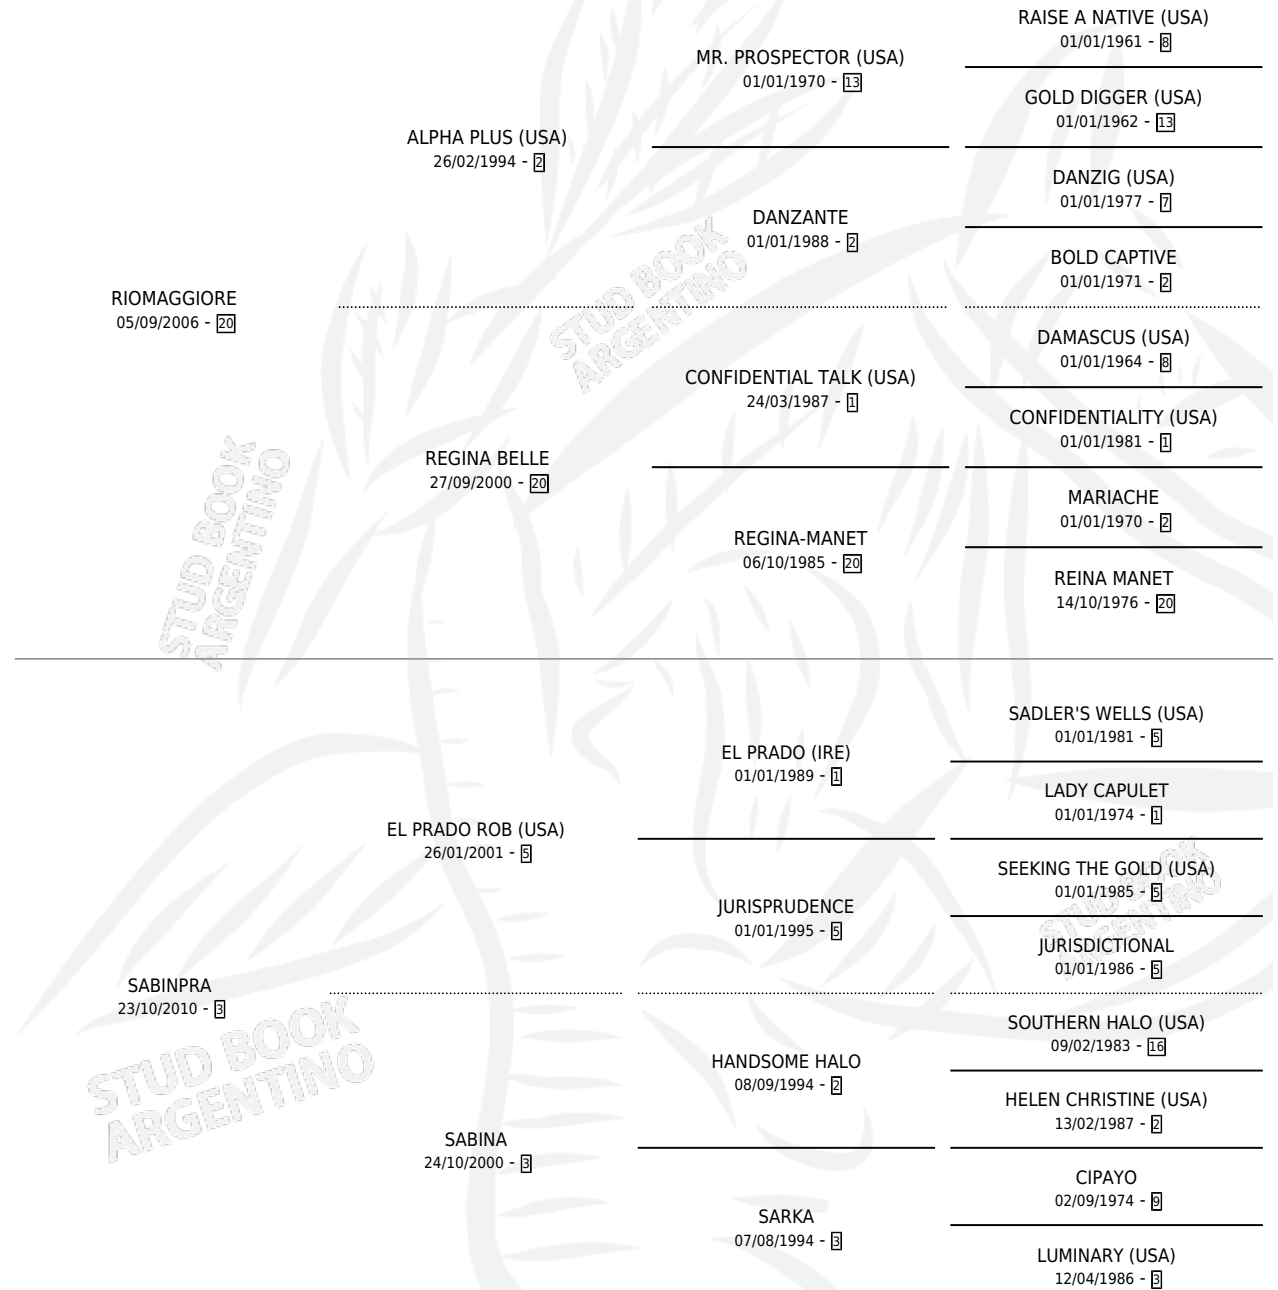 RAISE A NATIVE (USA)
01/01/1961 - 8
MR. PROSPECTOR (USA)
01/01/1970 - 13
GOLD DIGGER (USA)
01/01/1962 - 13
ALPHA PLUS (USA)
26/02/1994 - 2
DANZIG (USA)
01/01/1977 - 7
DANZANTE
01/01/1988 - 2
BOLD CAPTIVE
01/01/1971 - 2
STUD BOOK
ARGENTINO
RIOMAGGIORE
05/09/2006 - 20
DAMASCUS (USA)
01/01/1964 - 8
CONFIDENTIAL TALK (USA)
24/03/1987 - 1
CONFIDENTIALITY (USA)
01/01/1981 - 1
REGINA BELLE
27/09/2000 - 20
MARIACHE
01/01/1970 - 2
REGINA-MANET
06/10/1985 - 20
REINA MANET
14/10/1976 - 20
STUD BOOK
ARGENTINO
SADLER'S WELLS (USA)
01/01/1981 - 5
EL PRADO (IRE)
01/01/1989 - 1
LADY CAPULET
01/01/1974 - 1
EL PRADO ROB (USA)
26/01/2001 - 5
SEEKING THE GOLD (USA)
01/01/1985 - 5
JURISPRUDENCE
01/01/1995 - 5
STUD BOOK
ARGENTINO
JURISDICTIONAL
01/01/1986 - 5
SABINPRA
23/10/2010 - 3
STUD BOOK
ARGENTINO
SOUTHERN HALO (USA)
09/02/1983 - 16
HANDSOME HALO
08/09/1994 - 2
HELEN CHRISTINE (USA)
13/02/1987 - 2
SABINA
24/10/2000 - 3
CIPAYO
02/09/1974 - 9
SARKA
07/08/1994 - 3
LUMINARY (USA)
12/04/1986 - 3